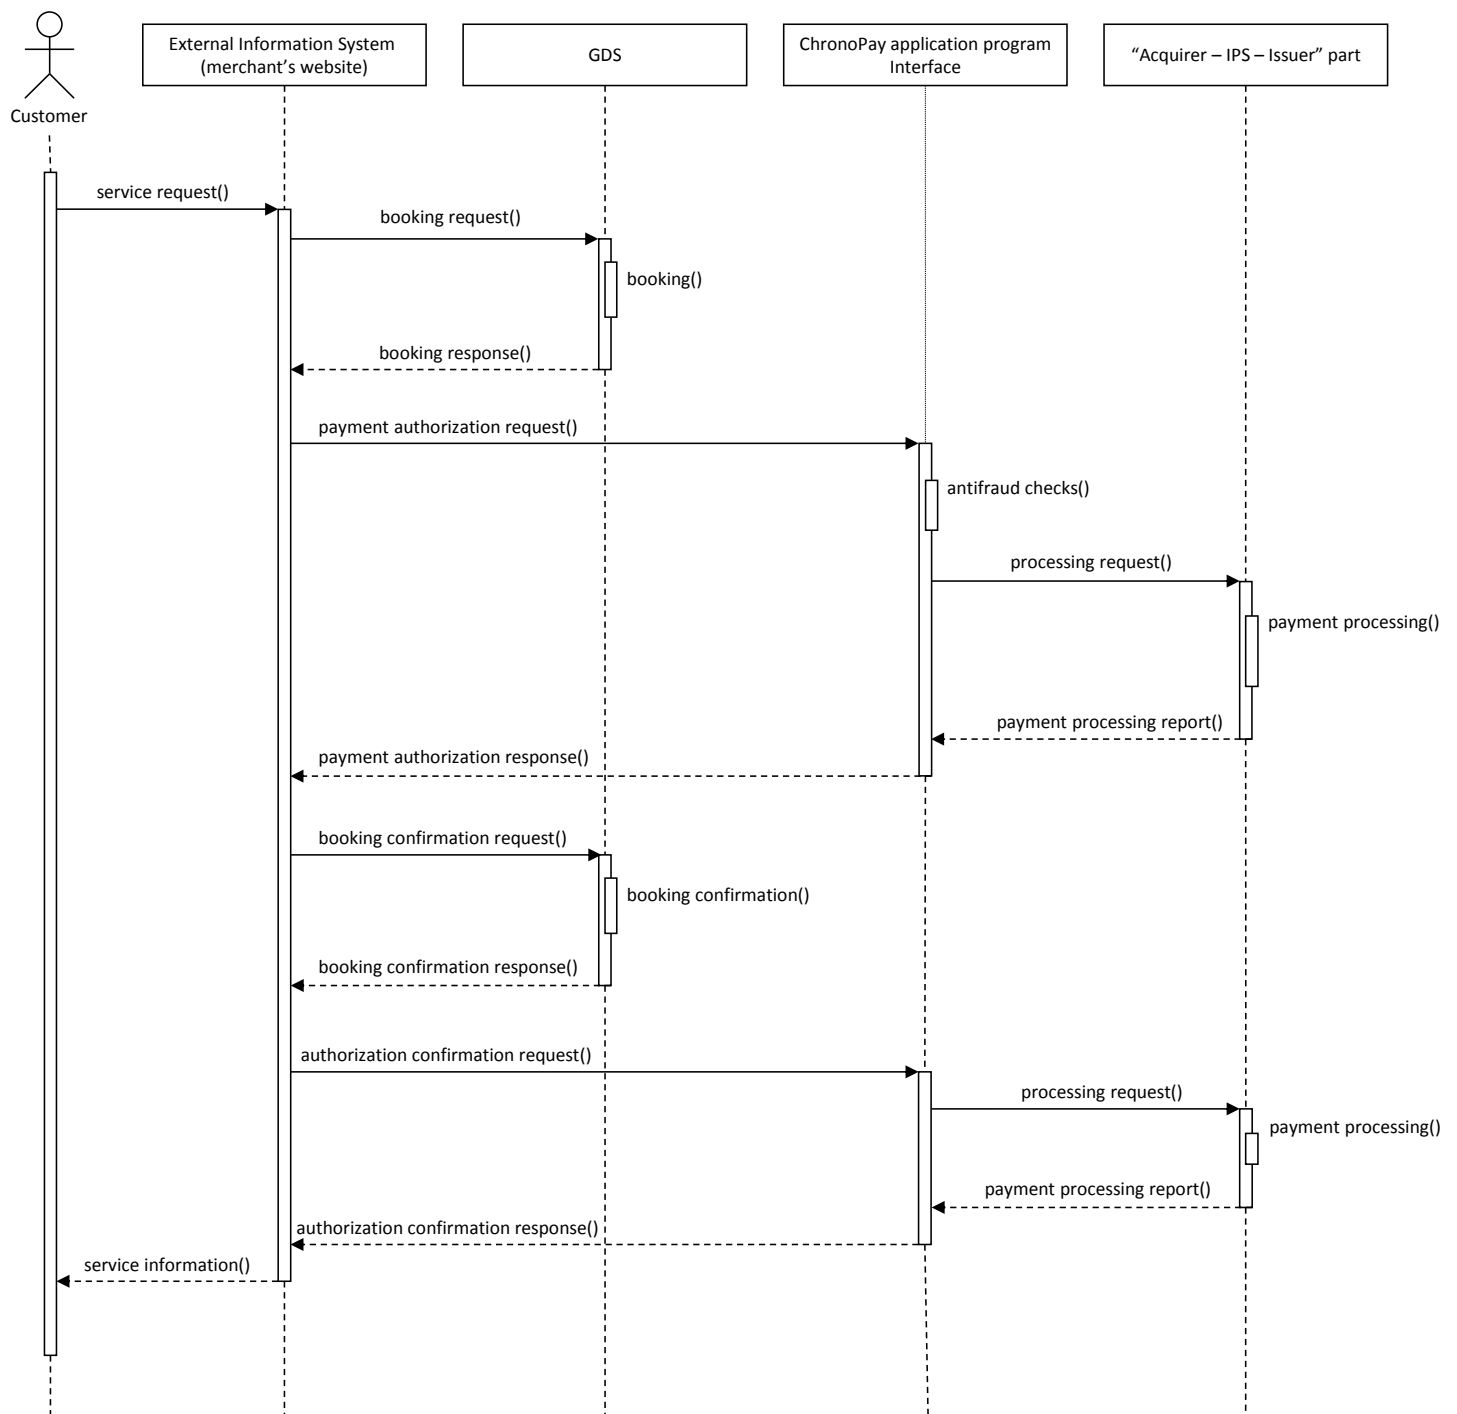 External Information System
(merchant’s website)
GDS
ChronoPay application program
Interface
“Acquirer – IPS – Issuer” part
Customer
service request()
booking request()
booking()
booking response()
payment authorization request()
antifraud checks()
processing request()
payment processing()
payment processing report()
payment authorization response()
booking confirmation request()
booking confirmation()
booking confirmation response()
authorization confirmation request()
processing request()
payment processing()
payment processing report()
authorization confirmation response()
service information()